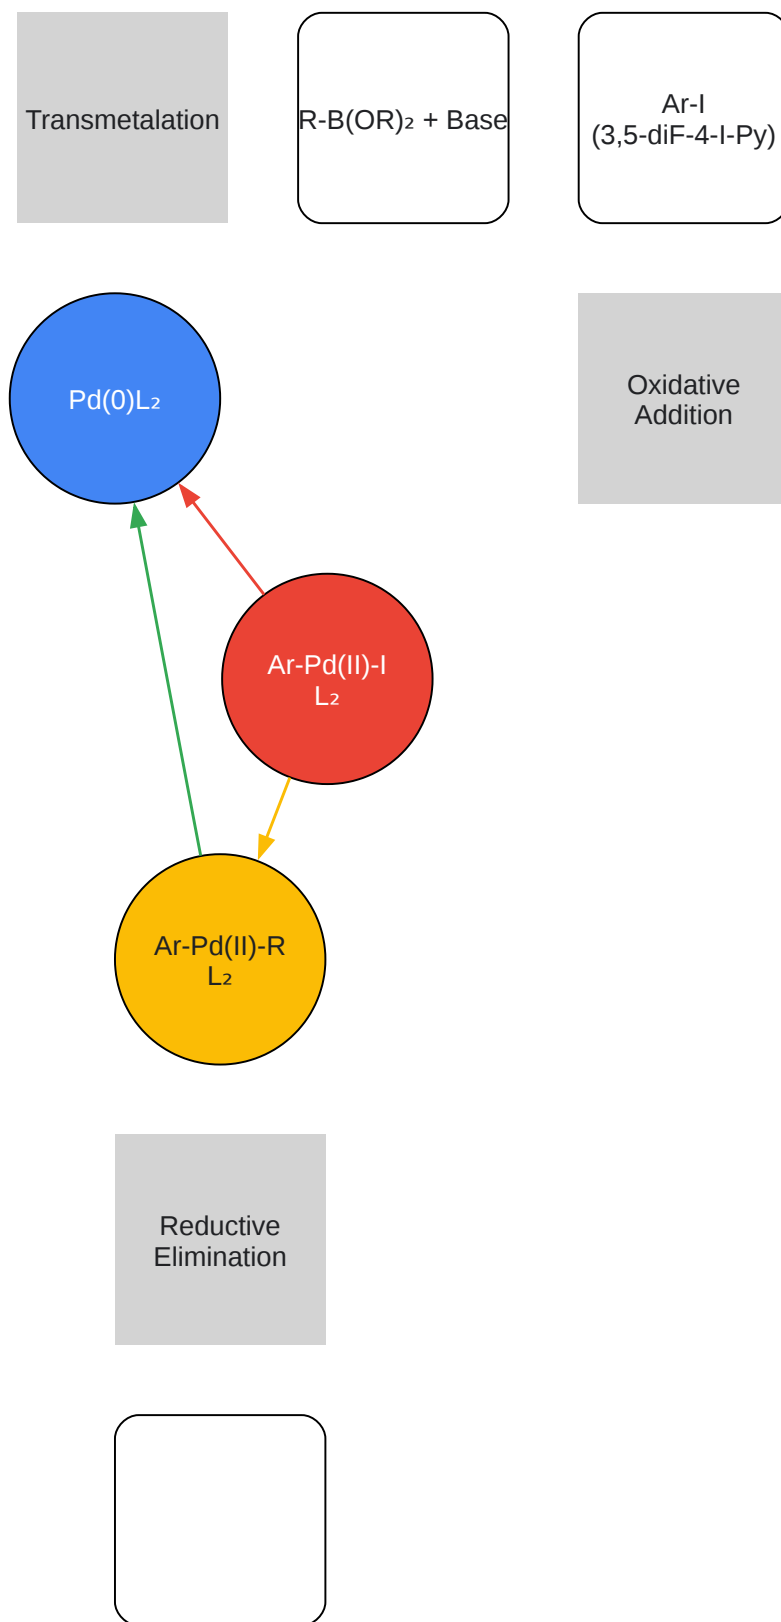 Transmetalation
R-B(OR)₂ + Base
Ar-I
(3,5-diF-4-I-Py)
Pd(0)L₂
Oxidative
Addition
Ar-Pd(II)-I
L₂
Ar-Pd(II)-R
L₂
Reductive
Elimination